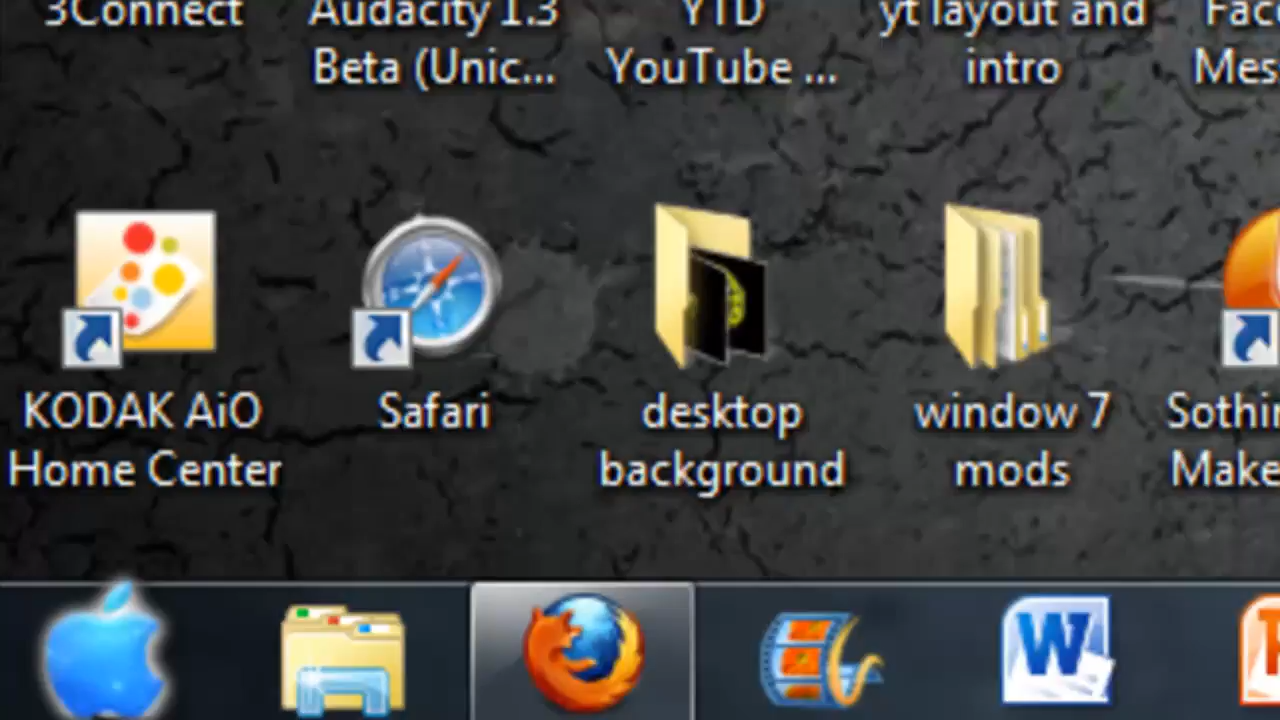 3Connect
Audacity 1.3
Beta (Unic...
YTD
YouTube ...
yt layout and
intro
KODAK AiO
Home Center
Safari
desktop
background
window 7
mods
W